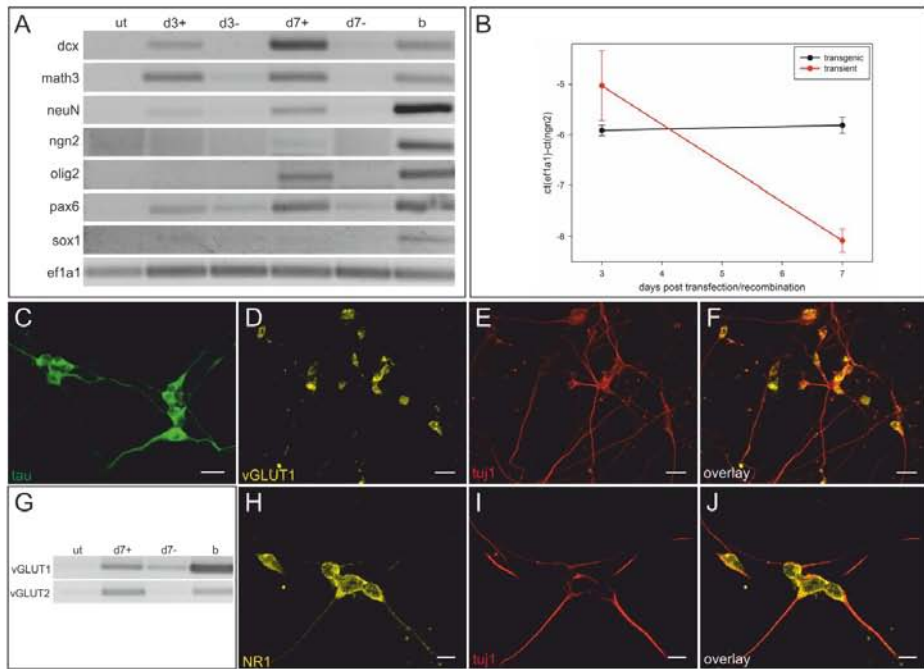 A
ut d3+ d3- d7+ d7- b
dcx
math3
neuN
ngn2
olig2
pax6
sox1
ef1a1
B
transgenic
transient
-5
-6
-7
-8
ct(ef1a1)-ct(ngn2)
3 4 5 6 7
days post transfection/recombination
C
tau
D
vGLUT1
E
tuj1
F
overlay
G
ut d7+ d7- b
vGLUT1
vGLUT2
H
NR1
I
tuj1
J
overlay